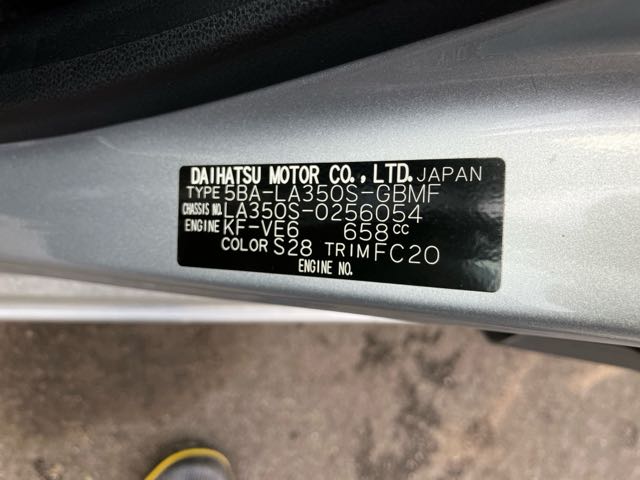 DAIHATSU MOTOR CO., LTD. JAPAN
TYPE 5BA-LA350S-GBMF
CHASSIS NO. LA350S-0256054
ENGINE KF-VE6 658cc
COLOR S28 TRIM FC20
ENGINE NO.